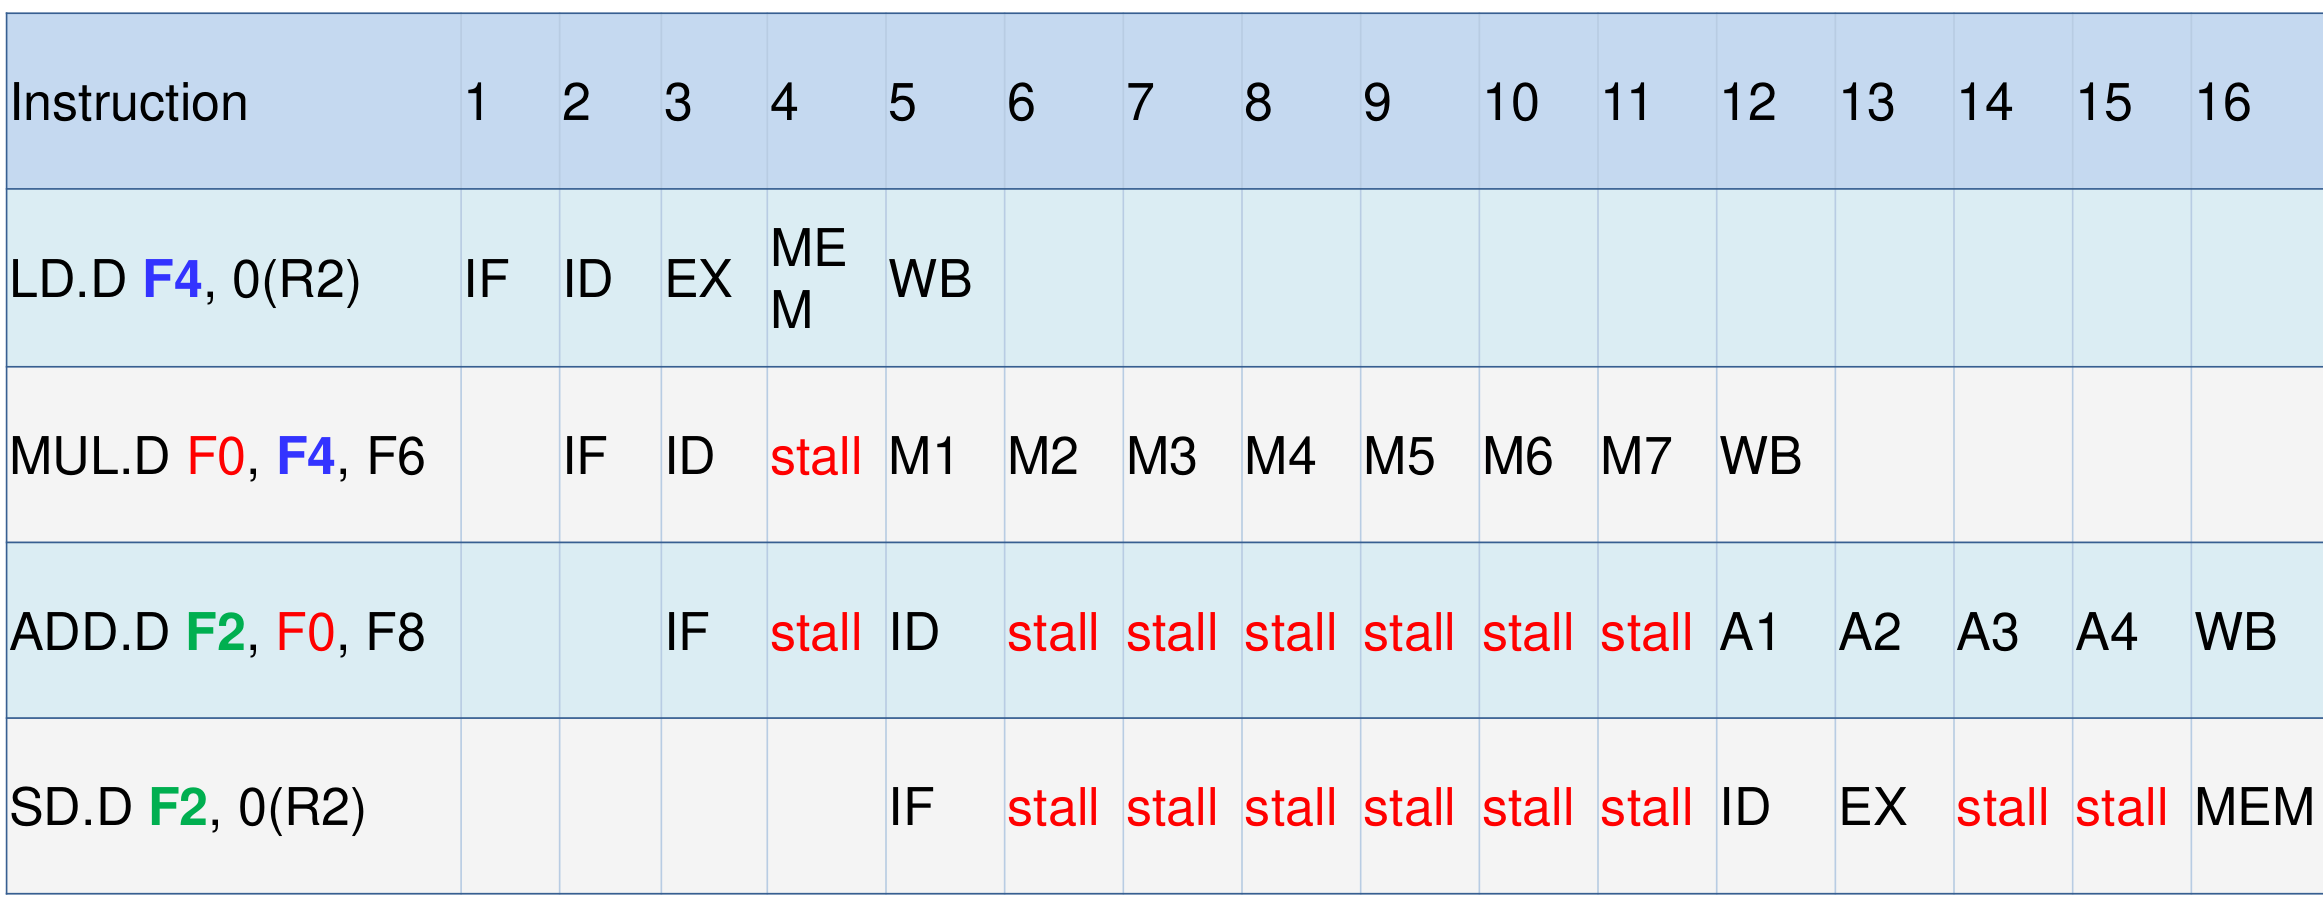 Instruction 1 2 3 4 5 6 7 8 9 10 11 12 13 14 15 16
LD.D F4, 0(R2) IF ID EX ME
M WB
MUL.D F0, F4, F6 IF ID stall M1 M2 M3 M4 M5 M6 M7 WB
ADD.D F2, F0, F8 IF stall ID stall stall stall stall stall stall A1 A2 A3 A4 WB
SD.D F2, 0(R2) IF stall stall stall stall stall stall ID EX stall stall MEM